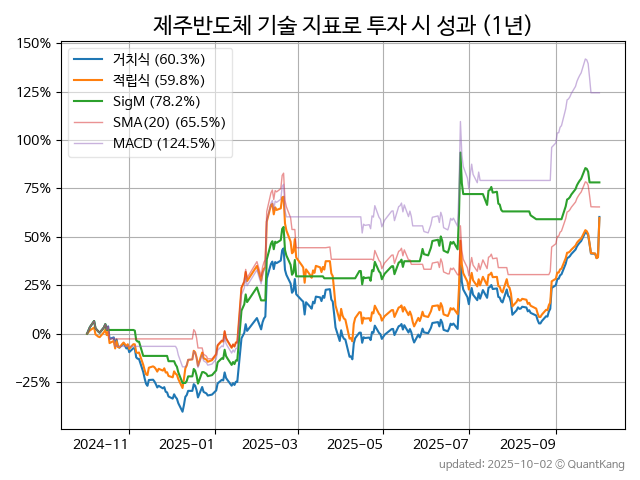 제주반도체 기술 지표로 투자 시 성과 (1년)
150%
125%
100%
75%
50%
25%
0%
−25%
거치식 (60.3%)
적립식 (59.8%)
SigM (78.2%)
SMA(20) (65.5%)
MACD (124.5%)
2024-11
2025-01
2025-03
2025-05
2025-07
2025-09
updated: 2025-10-02 © QuantKang